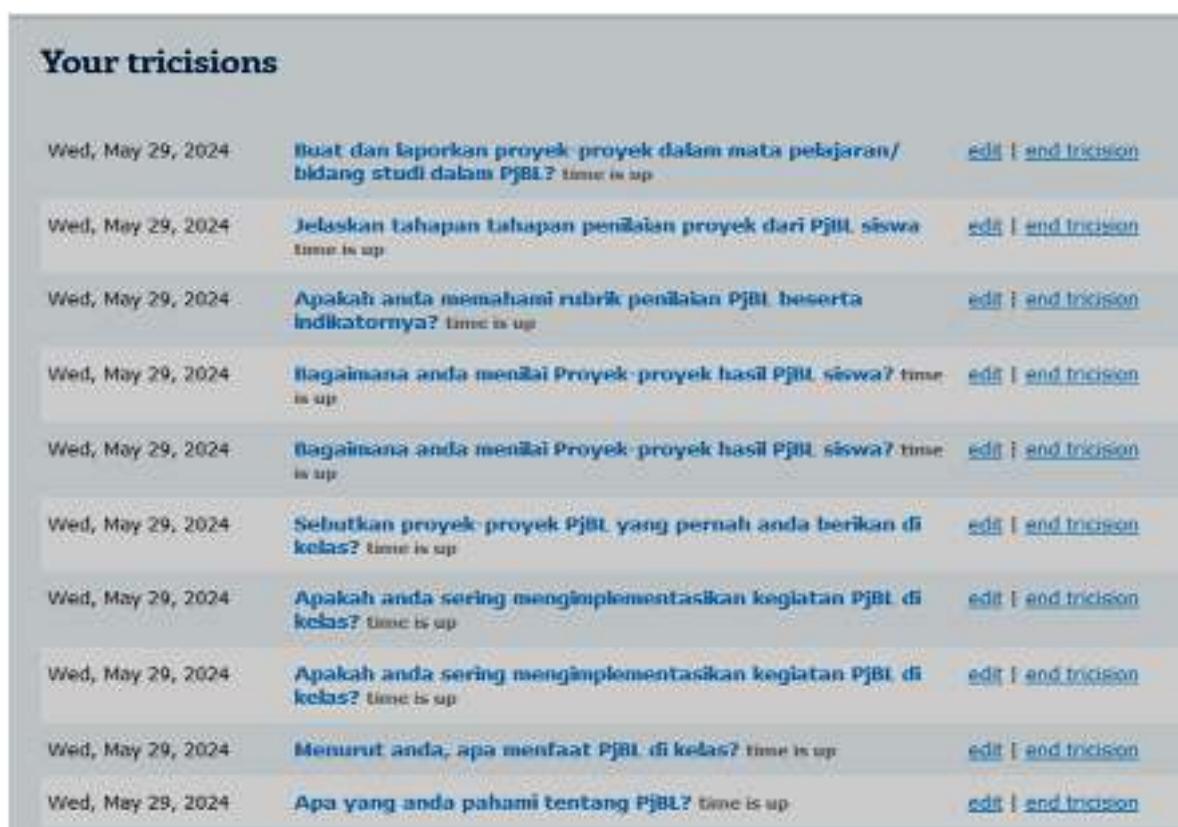 Your tricisions
Wed, May 29, 2024 Buat dan laporkan proyek-proyek dalam mata pelajaran/ edit | end tricision
bidang studi dalam PjBL? time is up
Wed, May 29, 2024 Jelaskan tahapan tahapan penilaian proyek dari PjBL siswa edit | end tricision
time is up
Wed, May 29, 2024 Apakah anda memahami rubrik penilaian PjBL beserta edit | end tricision
indikatornya? time is up
Wed, May 29, 2024 Bagaimana anda menilai Proyek-proyek hasil PjBL siswa? time edit | end tricision
is up
Wed, May 29, 2024 Bagaimana anda menilai Proyek-proyek hasil PjBL siswa? time edit | end tricision
is up
Wed, May 29, 2024 Sebutkan proyek-proyek PjBL yang pernah anda berikan di edit | end tricision
kelas? time is up
Wed, May 29, 2024 Apakah anda sering mengimplementasikan kegiatan PjBL di edit | end tricision
kelas? time is up
Wed, May 29, 2024 Apakah anda sering mengimplementasikan kegiatan PjBL di edit | end tricision
kelas? time is up
Wed, May 29, 2024 Menurut anda, apa menfaat PjBL di kelas? time is up edit | end tricision
Wed, May 29, 2024 Apa yang anda pahami tentang PjBL? time is up edit | end tricision